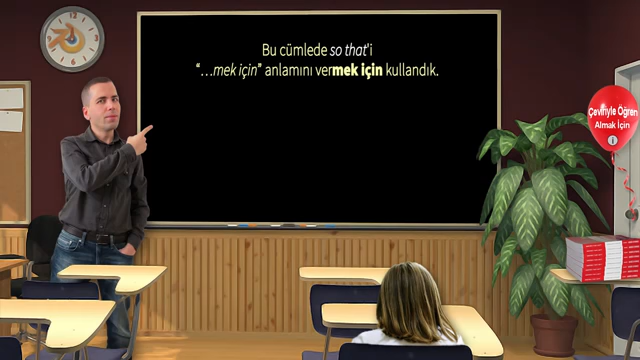 Bu cümlede so that'i
“…mek için” anlamını vermek için kullandık.
Çeviriyle Öğren
Almak İçin
i